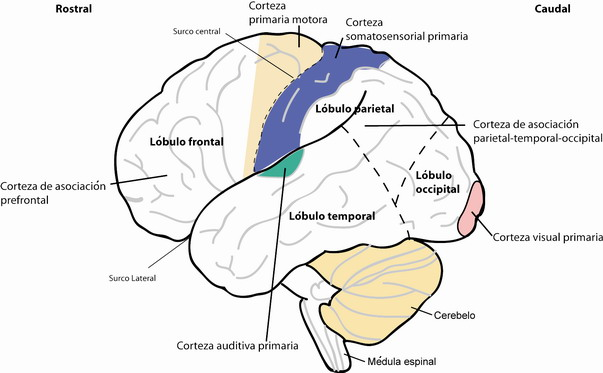 Rostral
Corteza
primaria motora
Caudal
Surco central
Corteza
somatosensorial primaria
Lóbulo parietal
Lóbulo frontal
Corteza de asociación
parietal-temporal-occipital
Lóbulo
occipital
Corteza de asociación
prefrontal
Lóbulo temporal
Corteza visual primaria
Surco Lateral
Cerebelo
Corteza auditiva primaria
Médula espinal